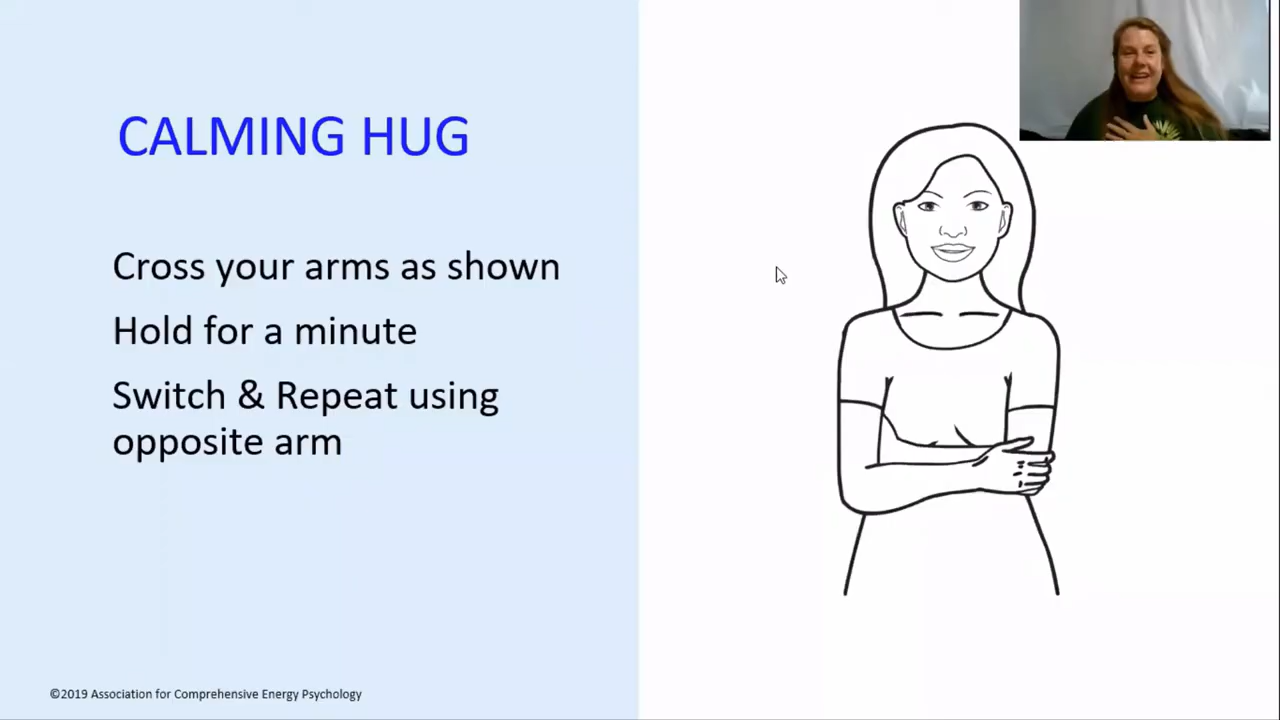 CALMING HUG
Cross your arms as shown
Hold for a minute
Switch & Repeat using
opposite arm
©2019 Association for Comprehensive Energy Psychology